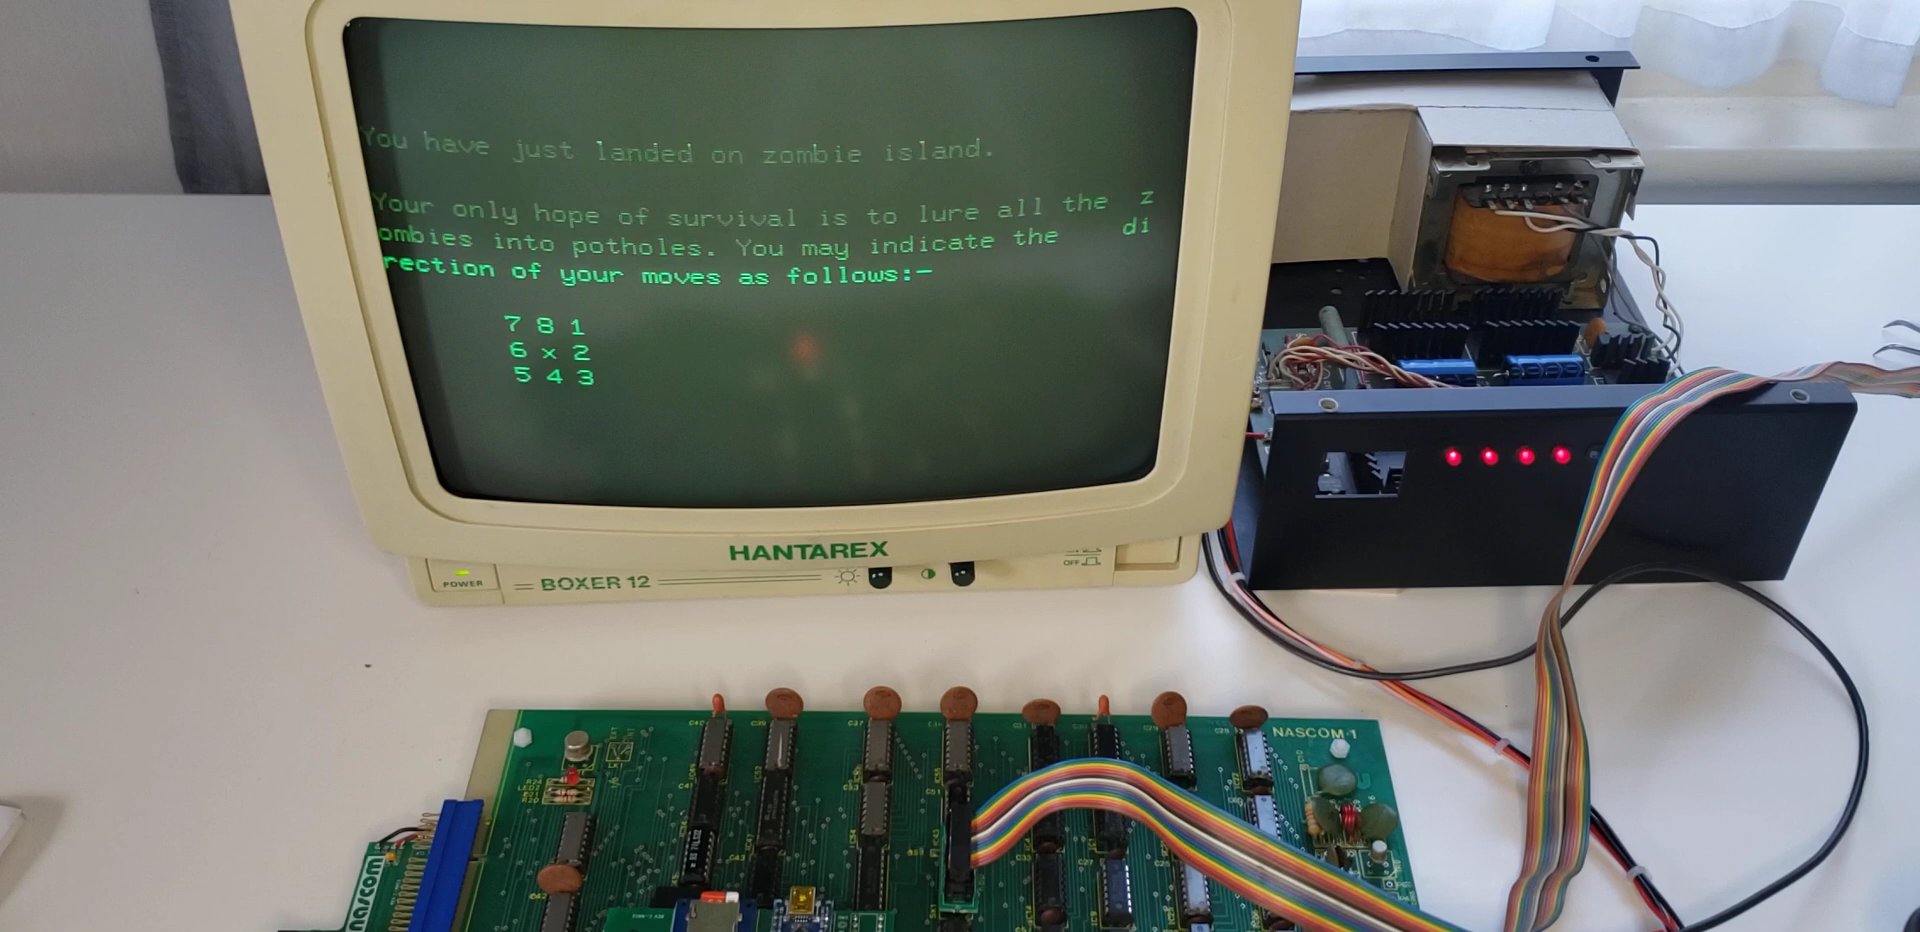 You have just landed on zombie island.
Your only hope of survival is to lure all the z
ombies into potholes. You may indicate the di
rection of your moves as follows:-
7 8 1
6 x 2
5 4 3
HANTAREX
POWER
BOXER 12
OFF
NASCOM-1
nascom